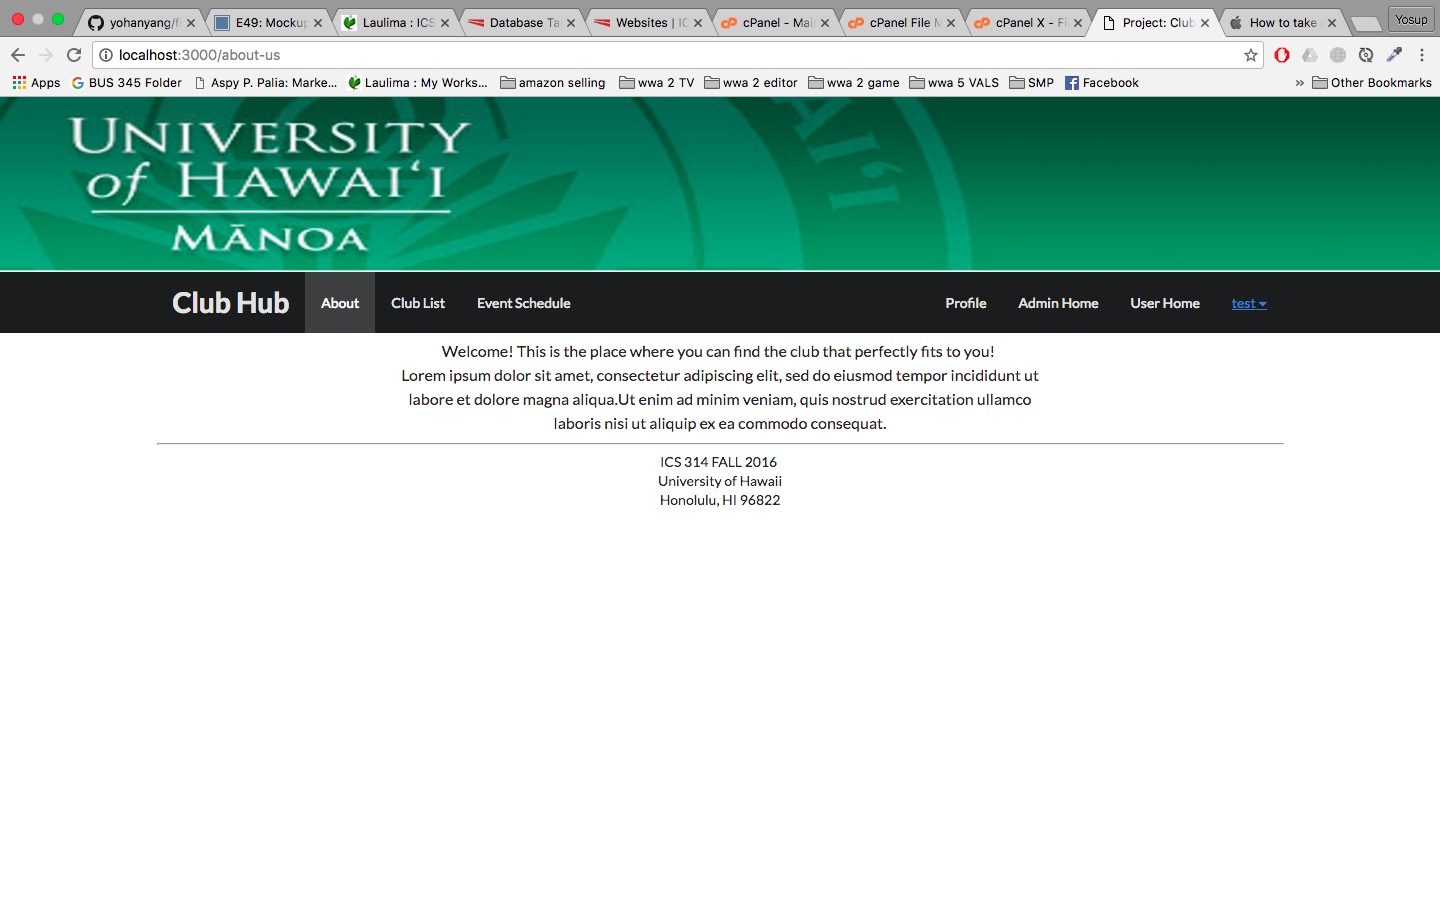 yohanyang/f
E49: Mockup
Laulima : ICS
Database Ta
Websites | IC
cPanel - Mai
cPanel File M
cPanel X - Fi
Project: Club
How to take
Yosup
localhost:3000/about-us
Apps
BUS 345 Folder
Aspy P. Palia: Marke...
Laulima : My Works...
amazon selling
wwa 2 TV
wwa 2 editor
wwa 2 game
wwa 5 VALS
SMP
Facebook
»
Other Bookmarks
UNIVERSITY
of HAWAI‘I
MĀNOA
AI‘I
Club Hub
About
Club List
Event Schedule
Profile
Admin Home
User Home
test
Welcome! This is the place where you can find the club that perfectly fits to you!
Lorem ipsum dolor sit amet, consectetur adipiscing elit, sed do eiusmod tempor incididunt ut
labore et dolore magna aliqua.Ut enim ad minim veniam, quis nostrud exercitation ullamco
laboris nisi ut aliquip ex ea commodo consequat.
ICS 314 FALL 2016
University of Hawaii
Honolulu, HI 96822